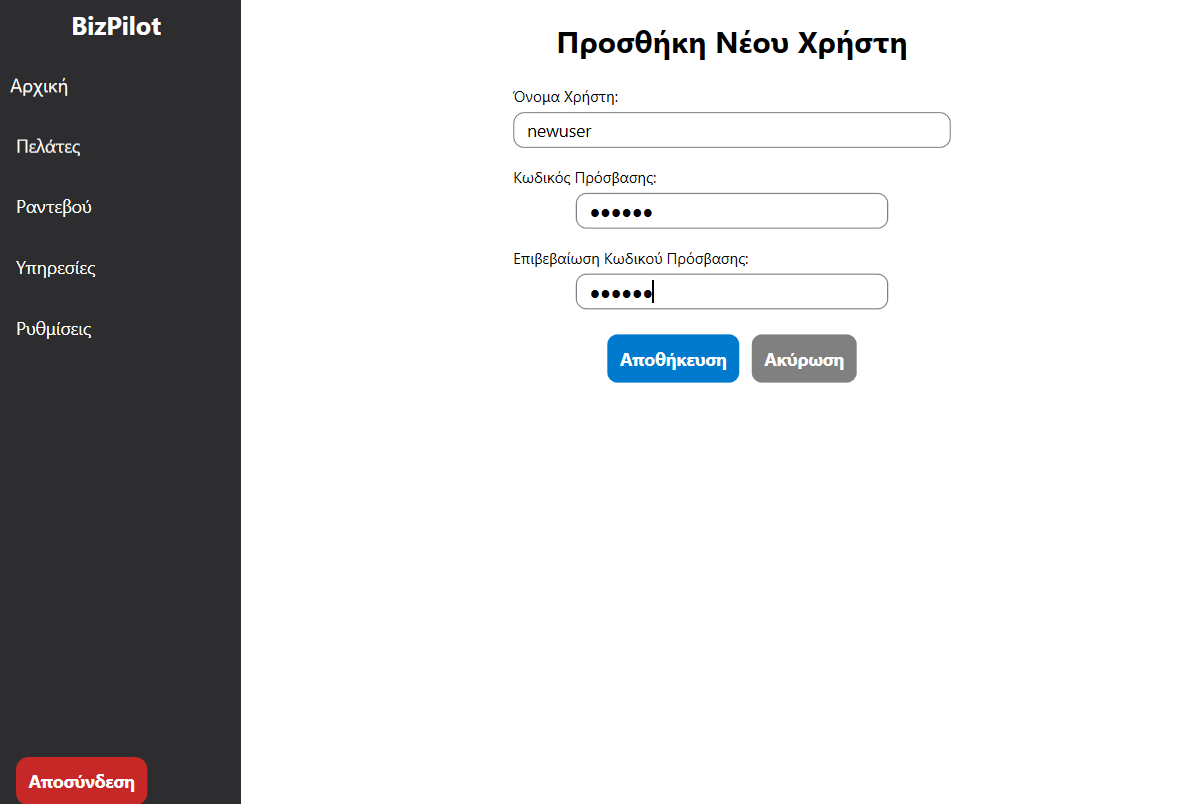 BizPilot
Αρχική
Πελάτες
Ραντεβού
Υπηρεσίες
Ρυθμίσεις
Αποσύνδεση
Προσθήκη Νέου Χρήστη
Όνομα Χρήστη:
newuser
Κωδικός Πρόσβασης:
●●●●●●
Επιβεβαίωση Κωδικού Πρόσβασης:
●●●●●●
Αποθήκευση Ακύρωση